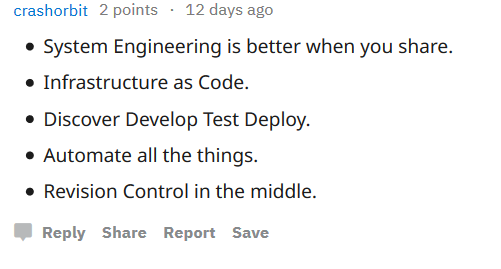 crashorbit 2 points · 12 days ago
• System Engineering is better when you share.
• Infrastructure as Code.
• Discover Develop Test Deploy.
• Automate all the things.
• Revision Control in the middle.
Reply Share Report Save